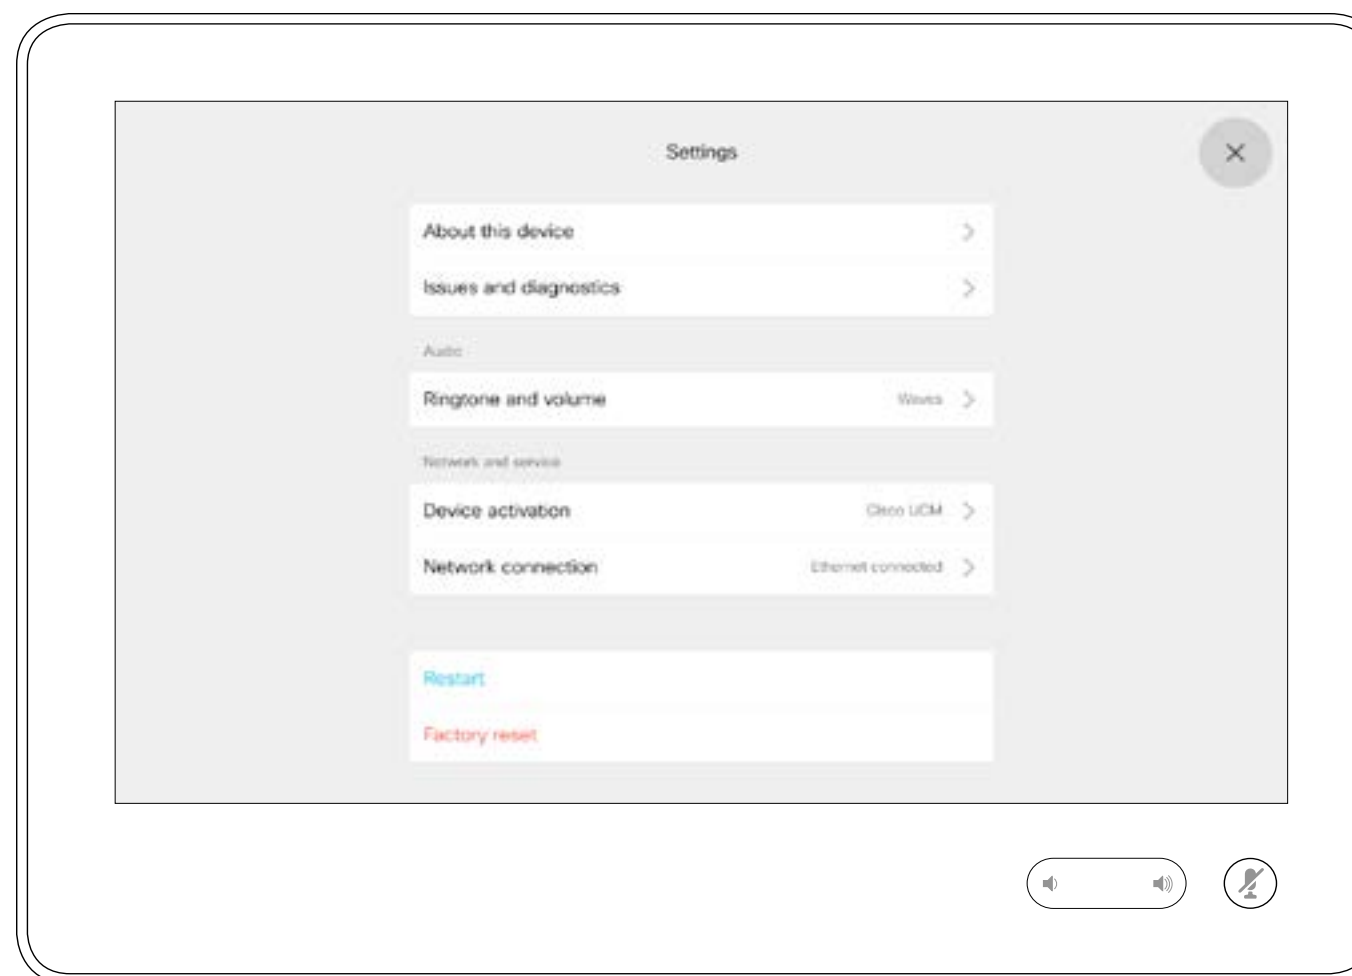 Settings
About this device
Issues and diagnostics
Audio
Ringtone and volume Waves
Network and service
Device activation Cisco UCM
Network connection Ethernet connected
Restart
Factory reset